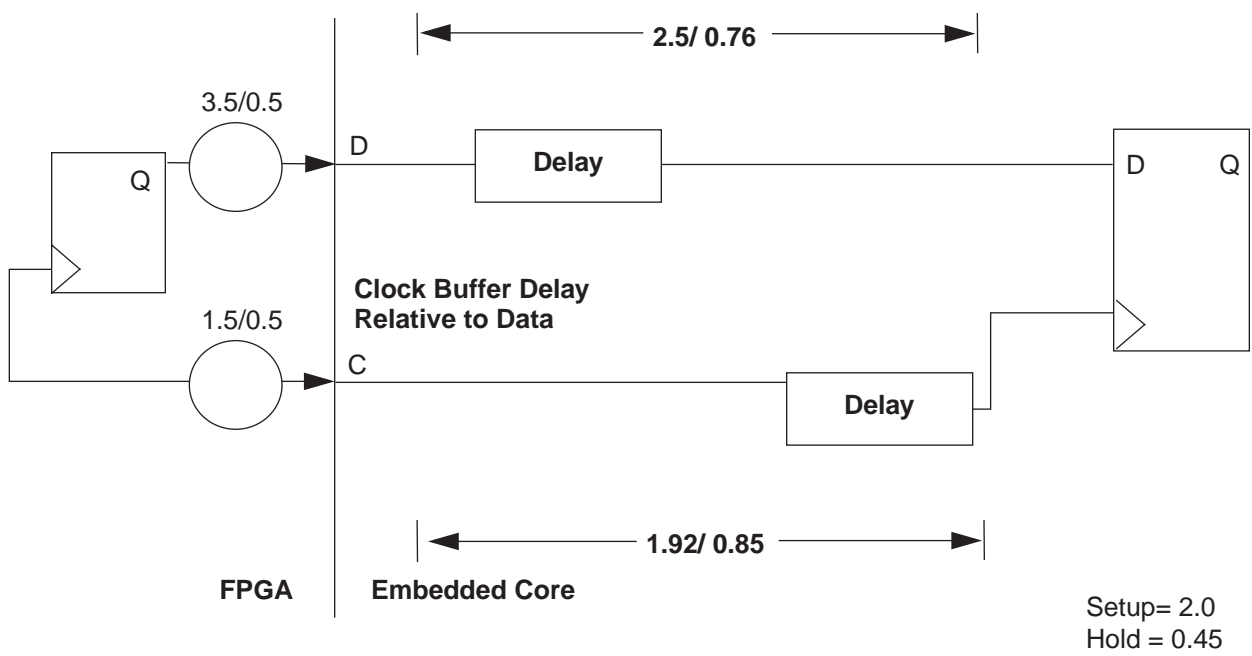 2.5/ 0.76
3.5/0.5
D
Delay
Q
D Q
Clock Buffer Delay
Relative to Data
1.5/0.5
C
Delay
1.92/ 0.85
FPGA
Embedded Core
Setup= 2.0
Hold = 0.45